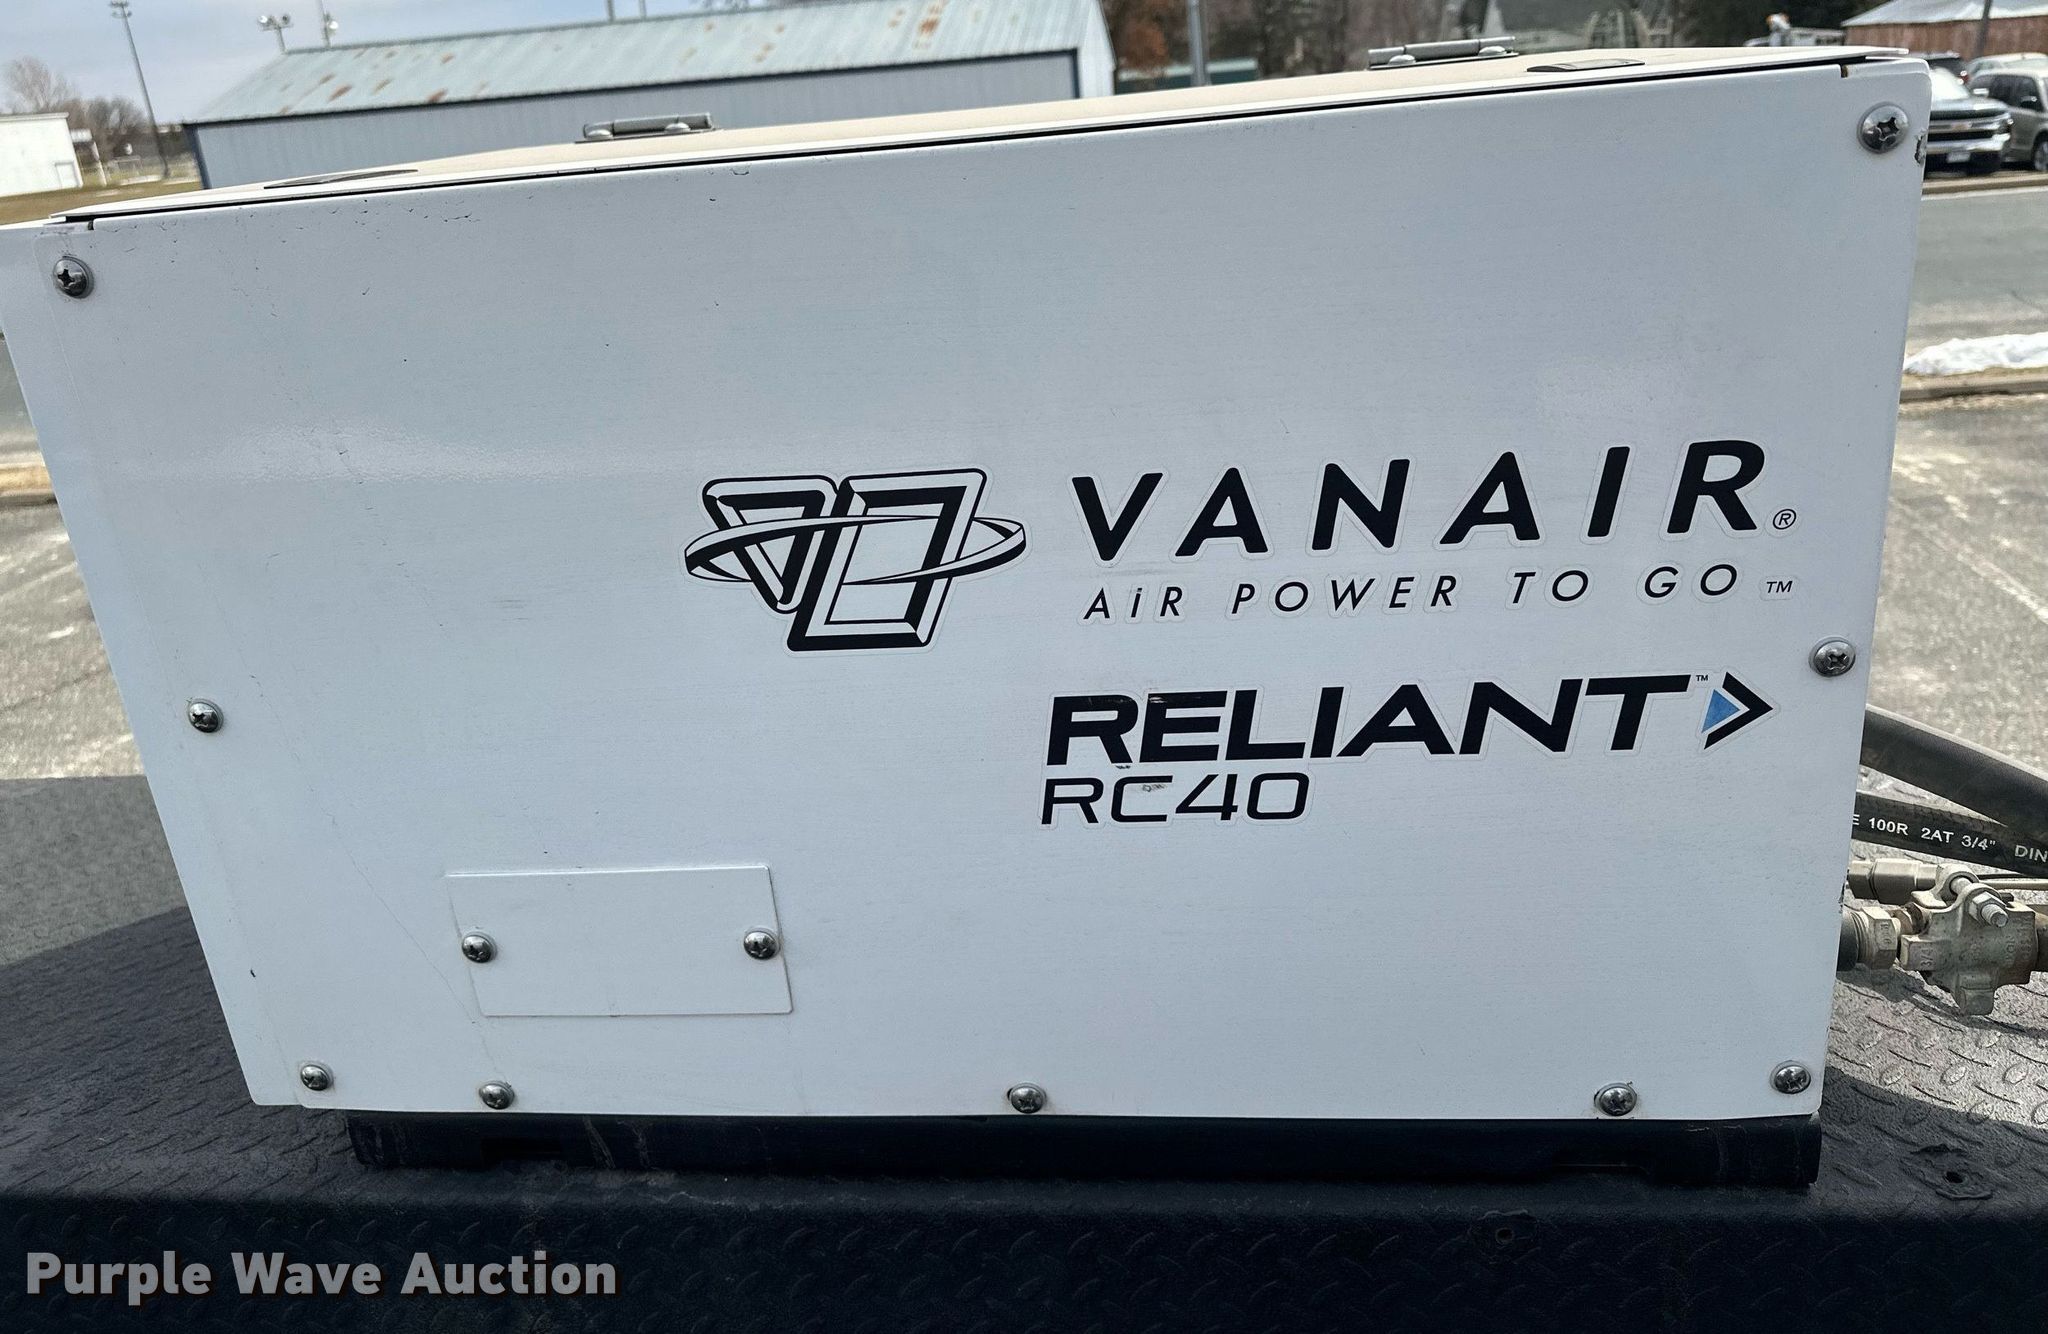 VANAIR®
AIR POWER TO GO™
RELIANT™
RC40
E 100R 2AT 3/4" DIN
Purple Wave Auction